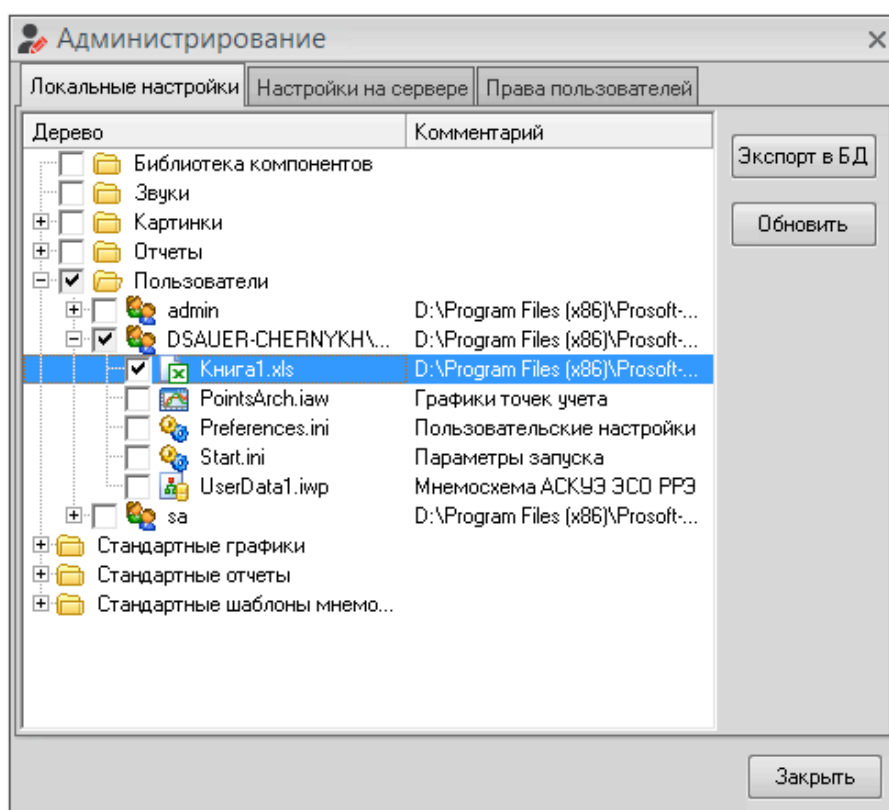 Администрирование
Локальные настройки Настройки на сервере Права пользователей
Дерево Комментарий
Библиотека компонентов
Экспорт в БД
Звуки
Картинки
Обновить
Отчеты
Пользователи
admin D:\Program Files (x86)\Prosoft-...
DSAUER-CHERNYKH\... D:\Program Files (x86)\Prosoft-...
Книга1.xls D:\Program Files (x86)\Prosoft-...
PointsArch.iaw Графики точек учета
Preferences.ini Пользовательские настройки
Start.ini Параметры запуска
UserData1.iwp Мнемосхема АСКУЭ ЭСО РРЭ
sa D:\Program Files (x86)\Prosoft-...
Стандартные графики
Стандартные отчеты
Стандартные шаблоны мнемо...
Закрыть